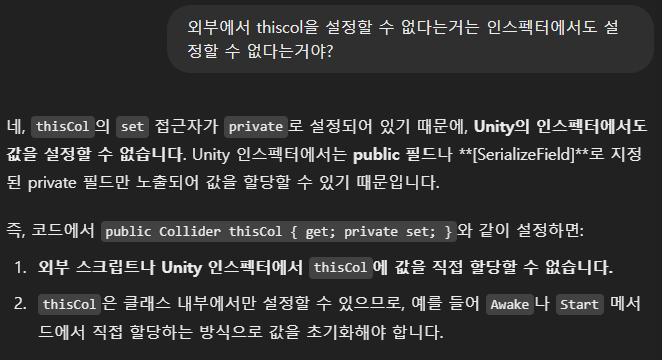 외부에서 thiscol을 설정할 수 없다는거는 인스펙터에서도 설
정할 수 없다는거야?
네, thisCol의 set 접근자가 private로 설정되어 있기 때문에, Unity의 인스펙터에서도
값을 설정할 수 없습니다. Unity 인스펙터에서는 public 필드나 **[SerializeField]**로 지정
된 private 필드만 노출되어 값을 할당할 수 있기 때문입니다.
즉, 코드에서 public Collider thisCol { get; private set; }와 같이 설정하면:
1. 외부 스크립트나 Unity 인스펙터에서 thisCol에 값을 직접 할당할 수 없습니다.
2. thisCol은 클래스 내부에서만 설정할 수 있으므로, 예를 들어 Awake나 Start 메서
드에서 직접 할당하는 방식으로 값을 초기화해야 합니다.